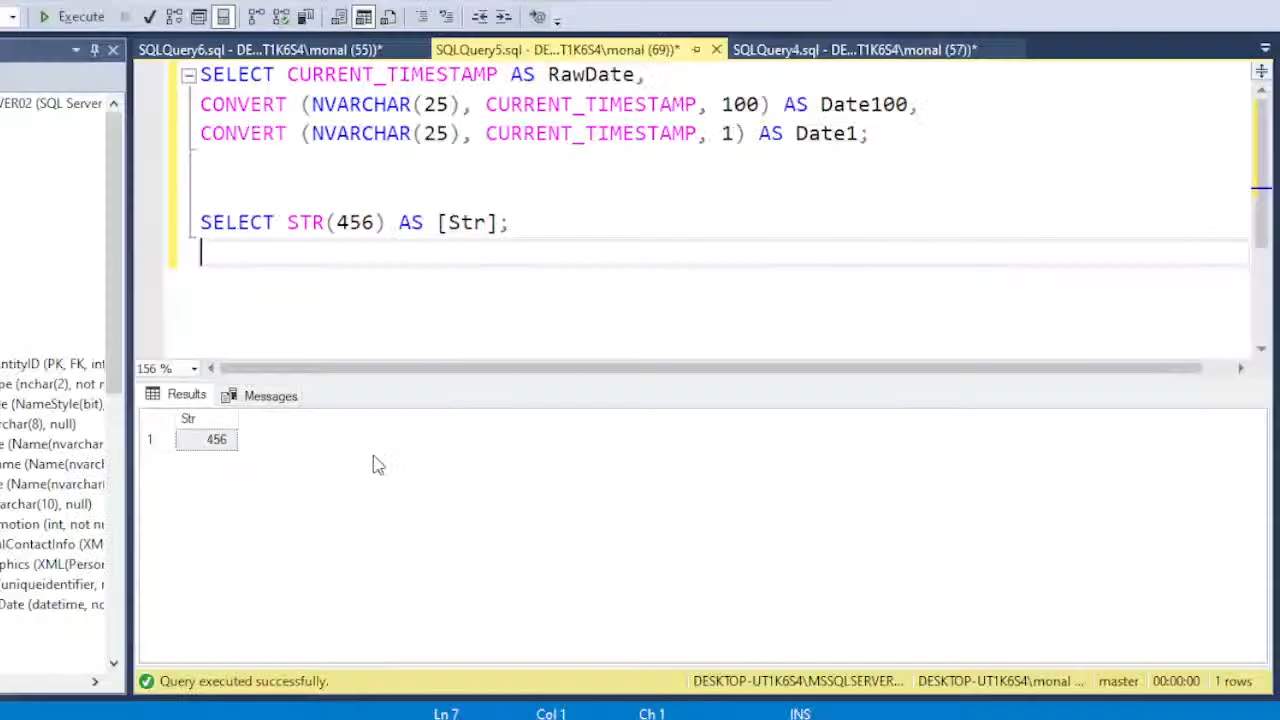 Execute
SQLQuery6.sql - DE...T1K6S4\monal (55))*
SQLQuery5.sql - DE...T1K6S4\monal (69))*
SQLQuery4.sql - DE...T1K6S4\monal (57))*
VER02 (SQL Server
SELECT CURRENT_TIMESTAMP AS RawDate,
CONVERT (NVARCHAR(25), CURRENT_TIMESTAMP, 100) AS Date100,
CONVERT (NVARCHAR(25), CURRENT_TIMESTAMP, 1) AS Date1;
SELECT STR(456) AS [Str];
ntityID (PK, FK, int
pe (nchar(2), not n
e (NameStyle(bit),
rchar(8), null)
e (Name(nvarchar
me (Name(nvarch
e (Name(nvarchar
archar(10), null)
motion (int, not nu
lContactInfo (XM
phics (XML(Person
(uniqueidentifier, n
Date (datetime, no
156 %
Results
Messages
Str
1
456
Query executed successfully.
DESKTOP-UT1K6S4\MSSQLSERVER...
DESKTOP-UT1K6S4\monal ...
master
00:00:00
1 rows
Ln 7
Col 1
Ch 1
INS